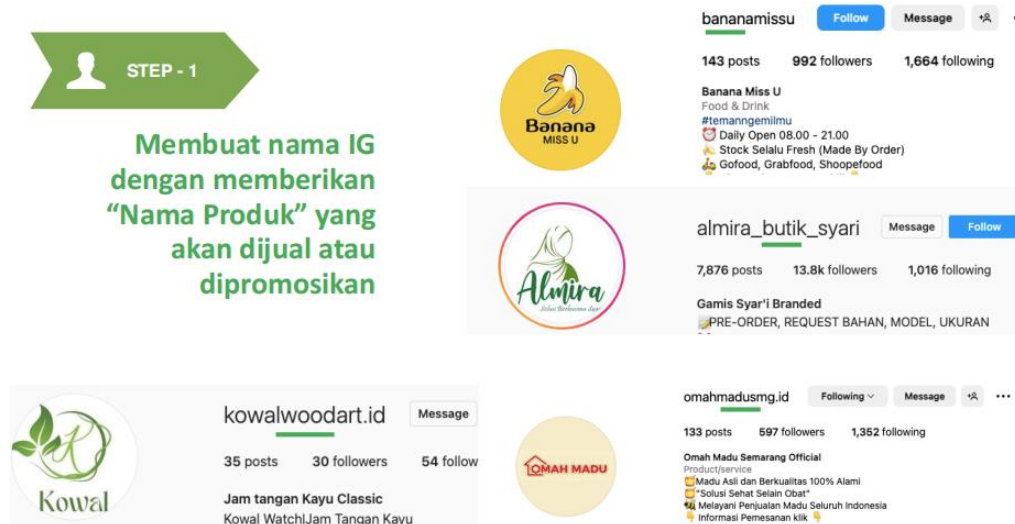 STEP - 1
Membuat nama IG
dengan memberikan
“Nama Produk” yang
akan dijual atau
dipromosikan
Banana
MISS U
bananamissu Follow Message
143 posts 992 followers 1,664 following
Banana Miss U
Food & Drink
#temanngemilmu
Daily Open 08.00 - 21.00
Stock Selalu Fresh (Made By Order)
Gofood, Grabfood, Shoopefood
Almira
Solusi Berbusana Syar
almira_butik_syari Message Follow
7,876 posts 13.8k followers 1,016 following
Gamis Syar'i Branded
PRE-ORDER, REQUEST BAHAN, MODEL, UKURAN
Kowal
kowalwoodart.id Message
35 posts 30 followers 54 follow
Jam tangan Kayu Classic
Kowal Watch|Jam Tangan Kayu
OMAH MADU
omahmadusmg.id Following Message
133 posts 597 followers 1,352 following
Omah Madu Semarang Official
Product/service
Madu Asli dan Berkualitas 100% Alami
"Solusi Sehat Selain Obat"
Melayani Penjualan Madu Seluruh Indonesia
Informasi Pemesanan klik